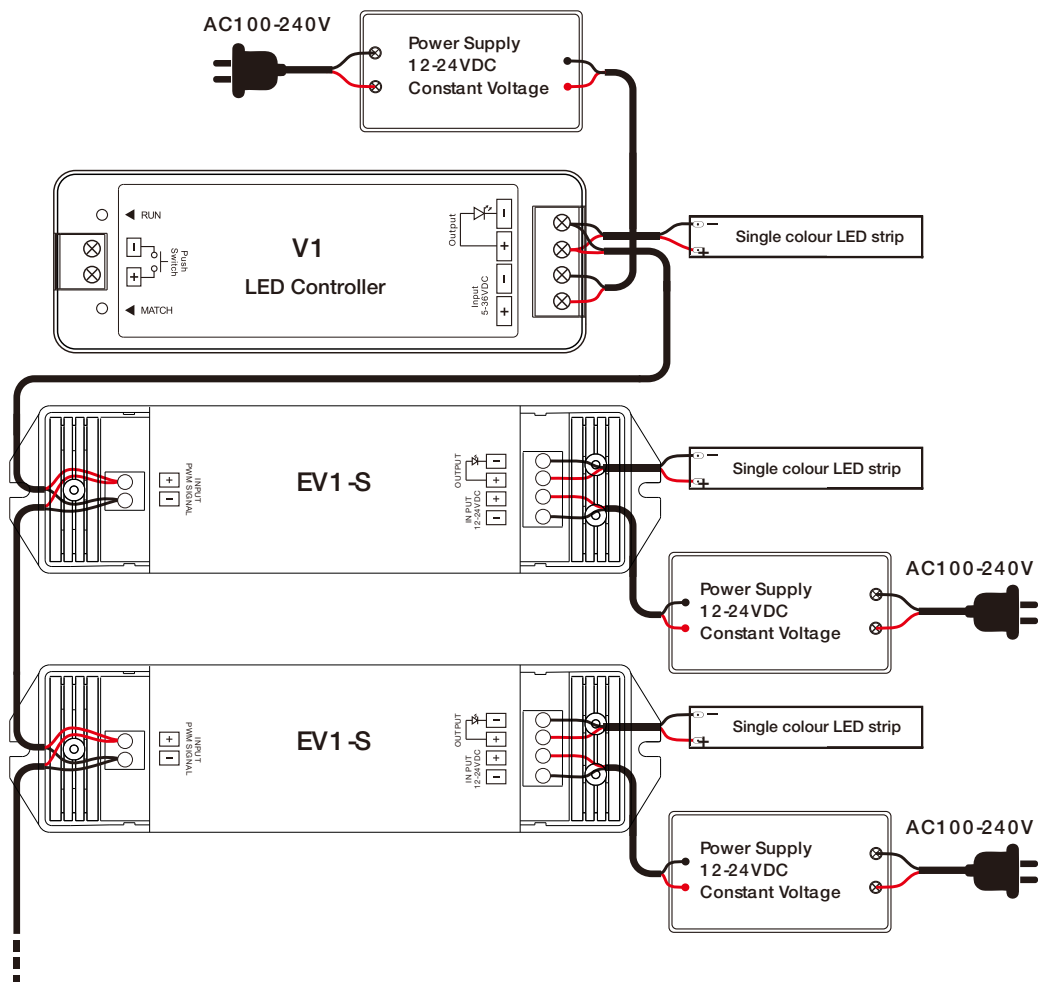 AC100-240V
Power Supply
12-24VDC
Constant Voltage
RUN
V1
LED Controller
Push
Switch
-
+
MATCH
Output
-
+
Input
5-36VDC
-
+
Single colour LED strip
-
+
INPUT
PWM SIGNAL
+
-
EV1-S
OUTPUT
-
+
INPUT
12-24VDC
+
-
Single colour LED strip
-
+
Power Supply
12-24VDC
Constant Voltage
AC100-240V
INPUT
PWM SIGNAL
+
-
EV1-S
OUTPUT
-
+
INPUT
12-24VDC
+
-
Single colour LED strip
-
+
Power Supply
12-24VDC
Constant Voltage
AC100-240V